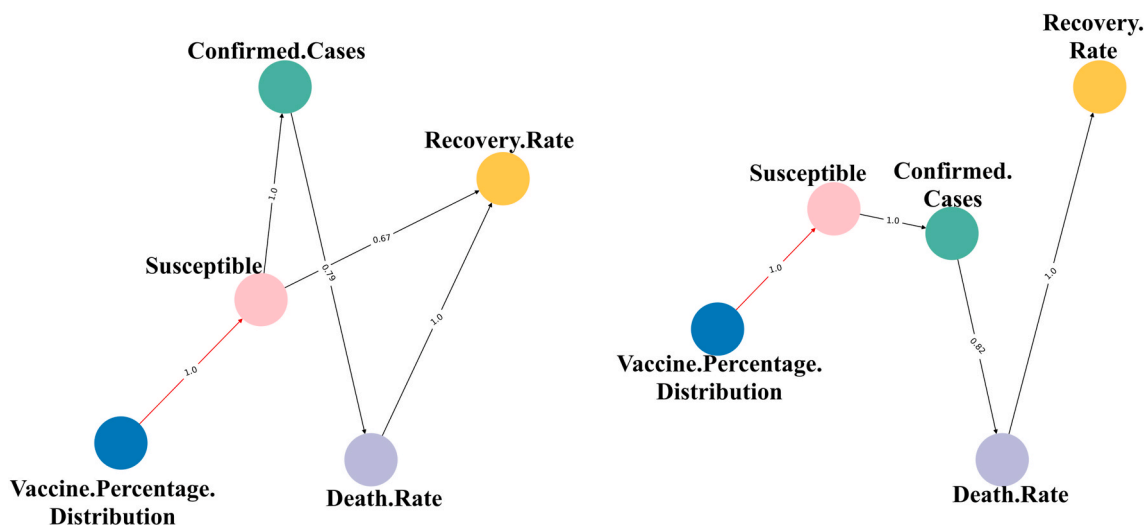 Confirmed.Cases
Recovery.Rate
Susceptible
Vaccine.Percentage.
Distribution
Death.Rate
1.0
0.67
0.79
1.0
1.0
Recovery.
Rate
Susceptible
Confirmed.
Cases
Vaccine.Percentage.
Distribution
Death.Rate
1.0
1.0
1.0
0.82